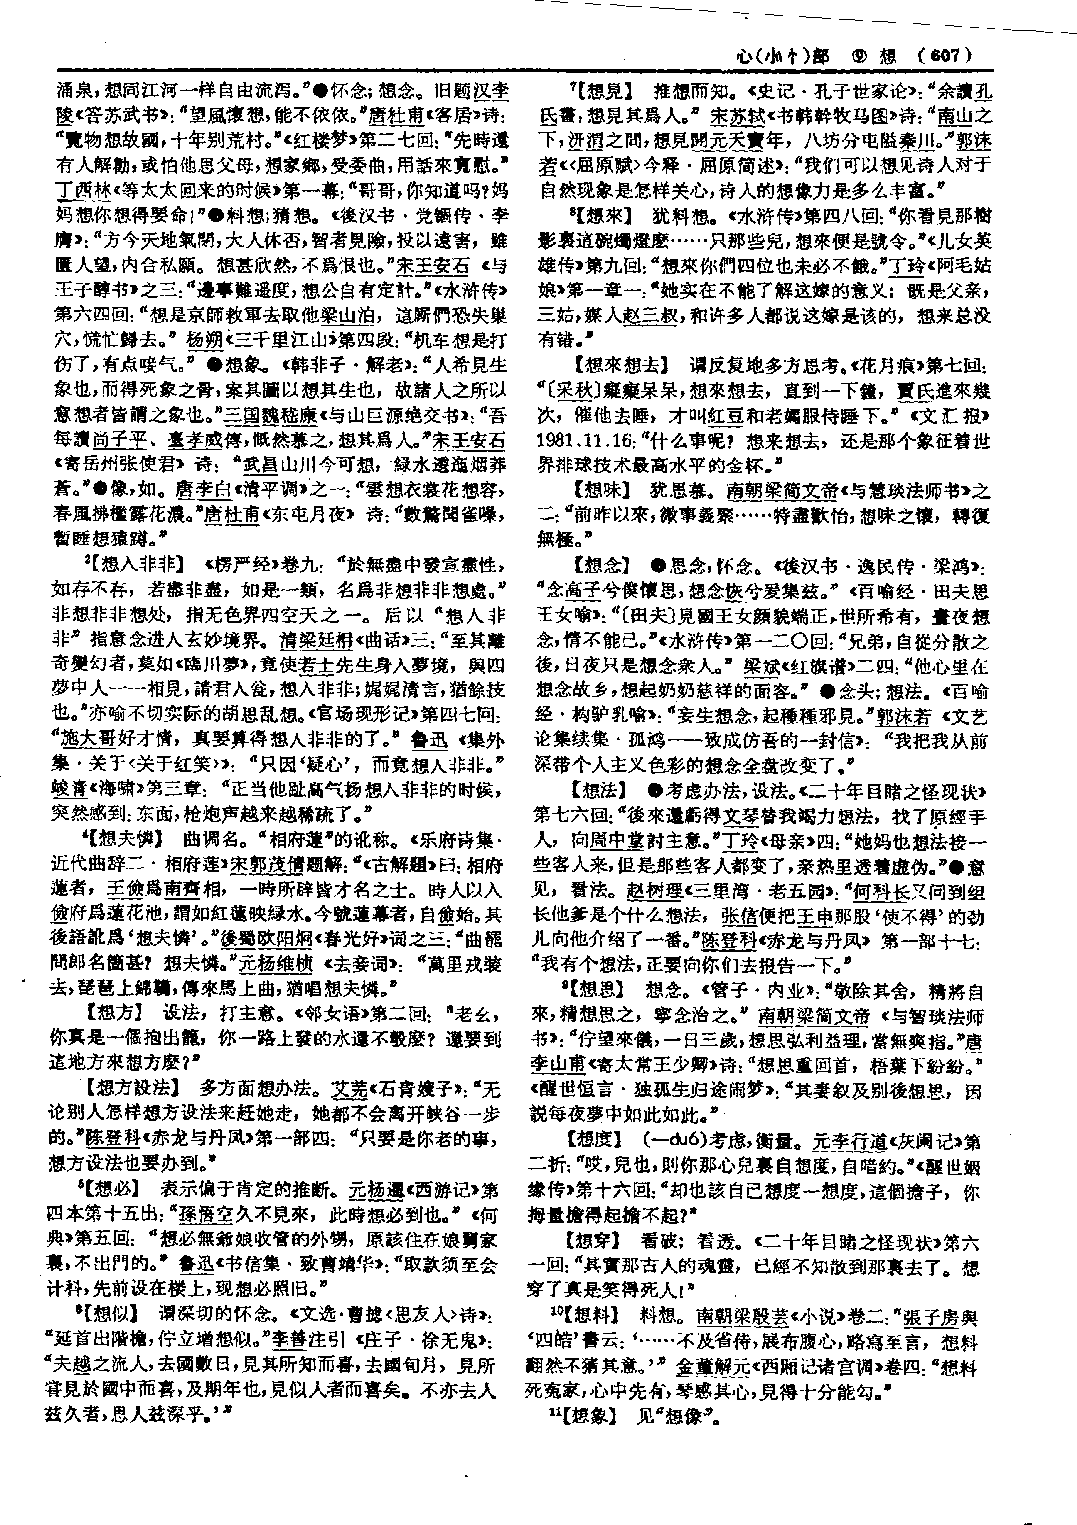 心(小忄)部 ⑨ 想 (607)
涌泉,想同江河一样自由流泻。”●怀念;想念。旧题汉李
陵《答苏武书》:“望風懷想,能不依依。”唐杜甫《客居》诗:
“覽物想故國,十年别荒村。”《红楼梦》第二七回:“先時還
有人解勸,或怕他思父母,想家鄉,受委曲,用話來寬慰。”
丁西林《等太太回来的时候》第一幕:“哥哥,你知道吗?妈
妈想你想得要命!”●料想;猜想。《後汉书·党錮传·李
膺》:“方今天地氣閉,大人休否,智者見險,投以遠害,雖
匱人望,内合私願。想甚欣然,不爲恨也。”宋王安石《与
王子醇书》之三:“邊事難遥度,想公自有定計。”《水浒传》
第六四回:“想是京師救軍去取他梁山泊,這厮們恐失巢
穴,慌忙歸去。”杨朔《三千里江山》第四段:“机车想是打
伤了,有点喽气。”●想象。《韩非子·解老》:“人希見生
象也,而得死象之骨,案其圖以想其生也,故諸人之所以
意想者皆謂之象也。”三国魏嵇康《与山巨源绝交书》:“吾
每讀尚子平、臺孝威傳,慨然慕之,想其爲人。”宋王安石
《寄岳州张使君》诗:“武昌山川今可想,緑水逶迤烟莽
蒼。”●像,如。唐李白《清平调》之一:“雲想衣裳花想容,
春風拂檻露花濃。”唐杜甫《东屯月夜》诗:“數驚聞雀噪,
暫睡想猿蹲。”
³【想入非非】《楞严经》卷九:“於無盡中發宣盡性,
如存不存,若盡非盡,如是一類,名爲非想非非想處。”
非想非非想处,指无色界四空天之一。后以“想入非
非”指意念进入玄妙境界。清梁廷枏《曲话》三:“至其離
奇變幻者,莫如《臨川夢》,竟使若士先生身入夢境,與四
夢中人一一相見,請君入瓮,想入非非;娓娓清言,猶餘技
也。”亦喻不切实际的胡思乱想。《官场现形记》第四七回:
“施大哥好才情,真要算得想入非非的了。”鲁迅《集外
集·关于〈关于红笑〉》:“只因‘疑心’,而竟想入非非。”
峻青《海啸》第三章:“正当他趾高气扬想入非非的时候,
突然感到:东面,枪炮声越来越稀疏了。”
⁴【想夫憐】 曲调名。“相府蓮”的讹称。《乐府诗集·
近代曲辞二·相府莲》宋郭茂倩题解:“《古解題》曰:相府
蓮者,王儉爲南齊相,一時所辟皆才名之士。時人以入
儉府爲蓮花池,謂如紅蓮映緑水。今號蓮幕者,自儉始。其
後語訛爲‘想夫憐’。”後蜀欧阳炯《春光好》词之三:“曲罷
問郎名箇甚?想夫憐。”元杨维桢《去妾词》:“萬里戎裝
去,琵琶上錦韉,傳來馬上曲,猶唱想夫憐。”
【想方】 设法,打主意。《邻女语》第二回:“老幺,
你真是一個抱出籠,你一路上發的水還不彀麽?還要到
這地方來想方麽?”
【想方設法】 多方面想办法。艾芜《石青嫂子》:“无
论别人怎样想方设法来赶她走,她都不会离开峡谷一步
的。”陈登科《赤龙与丹凤》第一部四:“只要是你老的事,
想方设法也要办到。”
⁵【想必】 表示偏于肯定的推断。元杨暹《西游记》第
四本第十五出:“孫悟空久不見來,此時想必到也。”《何
典》第五回:“想必無爺娘收管的外甥,原該住在娘舅家
裏,不出門的。”鲁迅《书信集·致曹靖华》:“取款须至会
计科,先前设在楼上,现想必照旧。”
⁶【想似】 谓深切的怀念。《文选·曹摅〈思友人〉诗》:
“延首出階檐,佇立增想似。”李善注引《庄子·徐无鬼》:
“‘夫越之流人,去國數日,見其所知而喜,去國旬月,見所
嘗見於國中而喜,及期年也,見似人者而喜矣。不亦去人
兹久者,思人兹深乎。’”
⁷【想見】 推想而知。《史记·孔子世家论》:“余讀孔
氏書,想見其爲人。”宋苏轼《书韩幹牧马图》诗:“南山之
下,汧渭之間,想見開元天寶年,八坊分屯隘秦川。”郭沫
若《〈屈原赋〉今释·屈原简述》:“我们可以想见诗人对于
自然现象是怎样关心,诗人的想像力是多么丰富。”
⁸【想來】 犹料想。《水浒传》第四八回:“你看見那樹
影裏這碗燭燈麽……只那些兒,想來便是號令。”《儿女英
雄传》第九回:“想來你們四位也未必不餓。”丁玲《阿毛姑
娘》第一章一:“她实在不能了解这嫁的意义;既是父亲,
三姑,媒人赵三叔,和许多人都说这嫁是该的,想来总没
有错。”
【想來想去】 谓反复地多方思考。《花月痕》第七回:
“〔采秋〕癡癡呆呆,想來想去,直到一下鐘,賈氏進來幾
次,催他去睡,才叫红豆和老媽服侍睡下。”《文汇报》
1981.11.16:“什么事呢?想来想去,还是那个象征着世
界排球技术最高水平的金杯。”
【想味】 犹思慕。南朝梁简文帝《与慧琰法师书》之
二:“前昨以來,微事義聚……特盡歡怡,想味之懷,轉復
無極。”
【想念】 ●思念,怀念。《後汉书·逸民传·梁鸿》:
“念高子兮僕懷思,想念恢兮爰集兹。”《百喻经·田夫思
王女喻》:“〔田夫〕見國王女顔貌端正,世所希有,晝夜想
念,情不能已。”《水浒传》第一二〇回:“兄弟,自從分散之
後,日夜只是想念衆人。”梁斌《红旗谱》二四:“他心里在
想念故乡,想起奶奶慈祥的面容。”●念头;想法。《百喻
经·构驴乳喻》:“妄生想念,起種種邪見。”郭沫若《文艺
论集续集·孤鸿——致成仿吾的一封信》:“我把我从前
深带个人主义色彩的想念全盘改变了。”
【想法】 ●考虑办法,设法。《二十年目睹之怪现状》
第七六回:“後來還虧得文琴替我竭力想法,找了原經手
人,向周中堂討主意。”丁玲《母亲》四:“她妈也想法接一
些客人来,但是那些客人都变了,亲热里透着虚伪。”●意
见,看法。赵树理《三里湾·老五园》:“何科长又问到组
长他爹是个什么想法,张信便把王申那股‘使不得’的劲
儿向他介绍了一番。”陈登科《赤龙与丹凤》第一部十七:
“我有个想法,正要向你们去报告一下。”
⁹【想思】 想念。《管子·内业》:“敬除其舍,精將自
來,精想思之,寧念治之。”南朝梁简文帝《与智琰法师
书》:“佇望來儀,一日三歲,想思弘利益理,當無爽指。”唐
李山甫《寄太常王少卿》诗:“想思重回首,梧葉下紛紛。”
《醒世恒言·独孤生归途闹梦》:“其妻叙及别後想思,因
說每夜夢中如此如此。”
【想度】 (—duó)考虑,衡量。元李行道《灰阑记》第
二折:“哎,兒也,則你那心兒裏自想度,自暗約。”《醒世姻
缘传》第十六回:“却也該自己想度一想度,這個擔子,你
拇量擔得起擔不起?”
【想穿】 看破;看透。《二十年目睹之怪现状》第六
一回:“其實那古人的魂靈,已經不知散到那裏去了。想
穿了真是笑得死人!”
¹⁰【想料】 料想。南朝梁殷芸《小说》卷二:“張子房與
‘四皓’書云:‘……不及省侍,展布腹心,略寫至言,想料
翻然不猜其意。’”金董解元《西厢记诸宫调》卷四:“想料
死寃家,心中先有,琴感其心,見得十分能勾。”
¹¹【想象】 见“想像”。